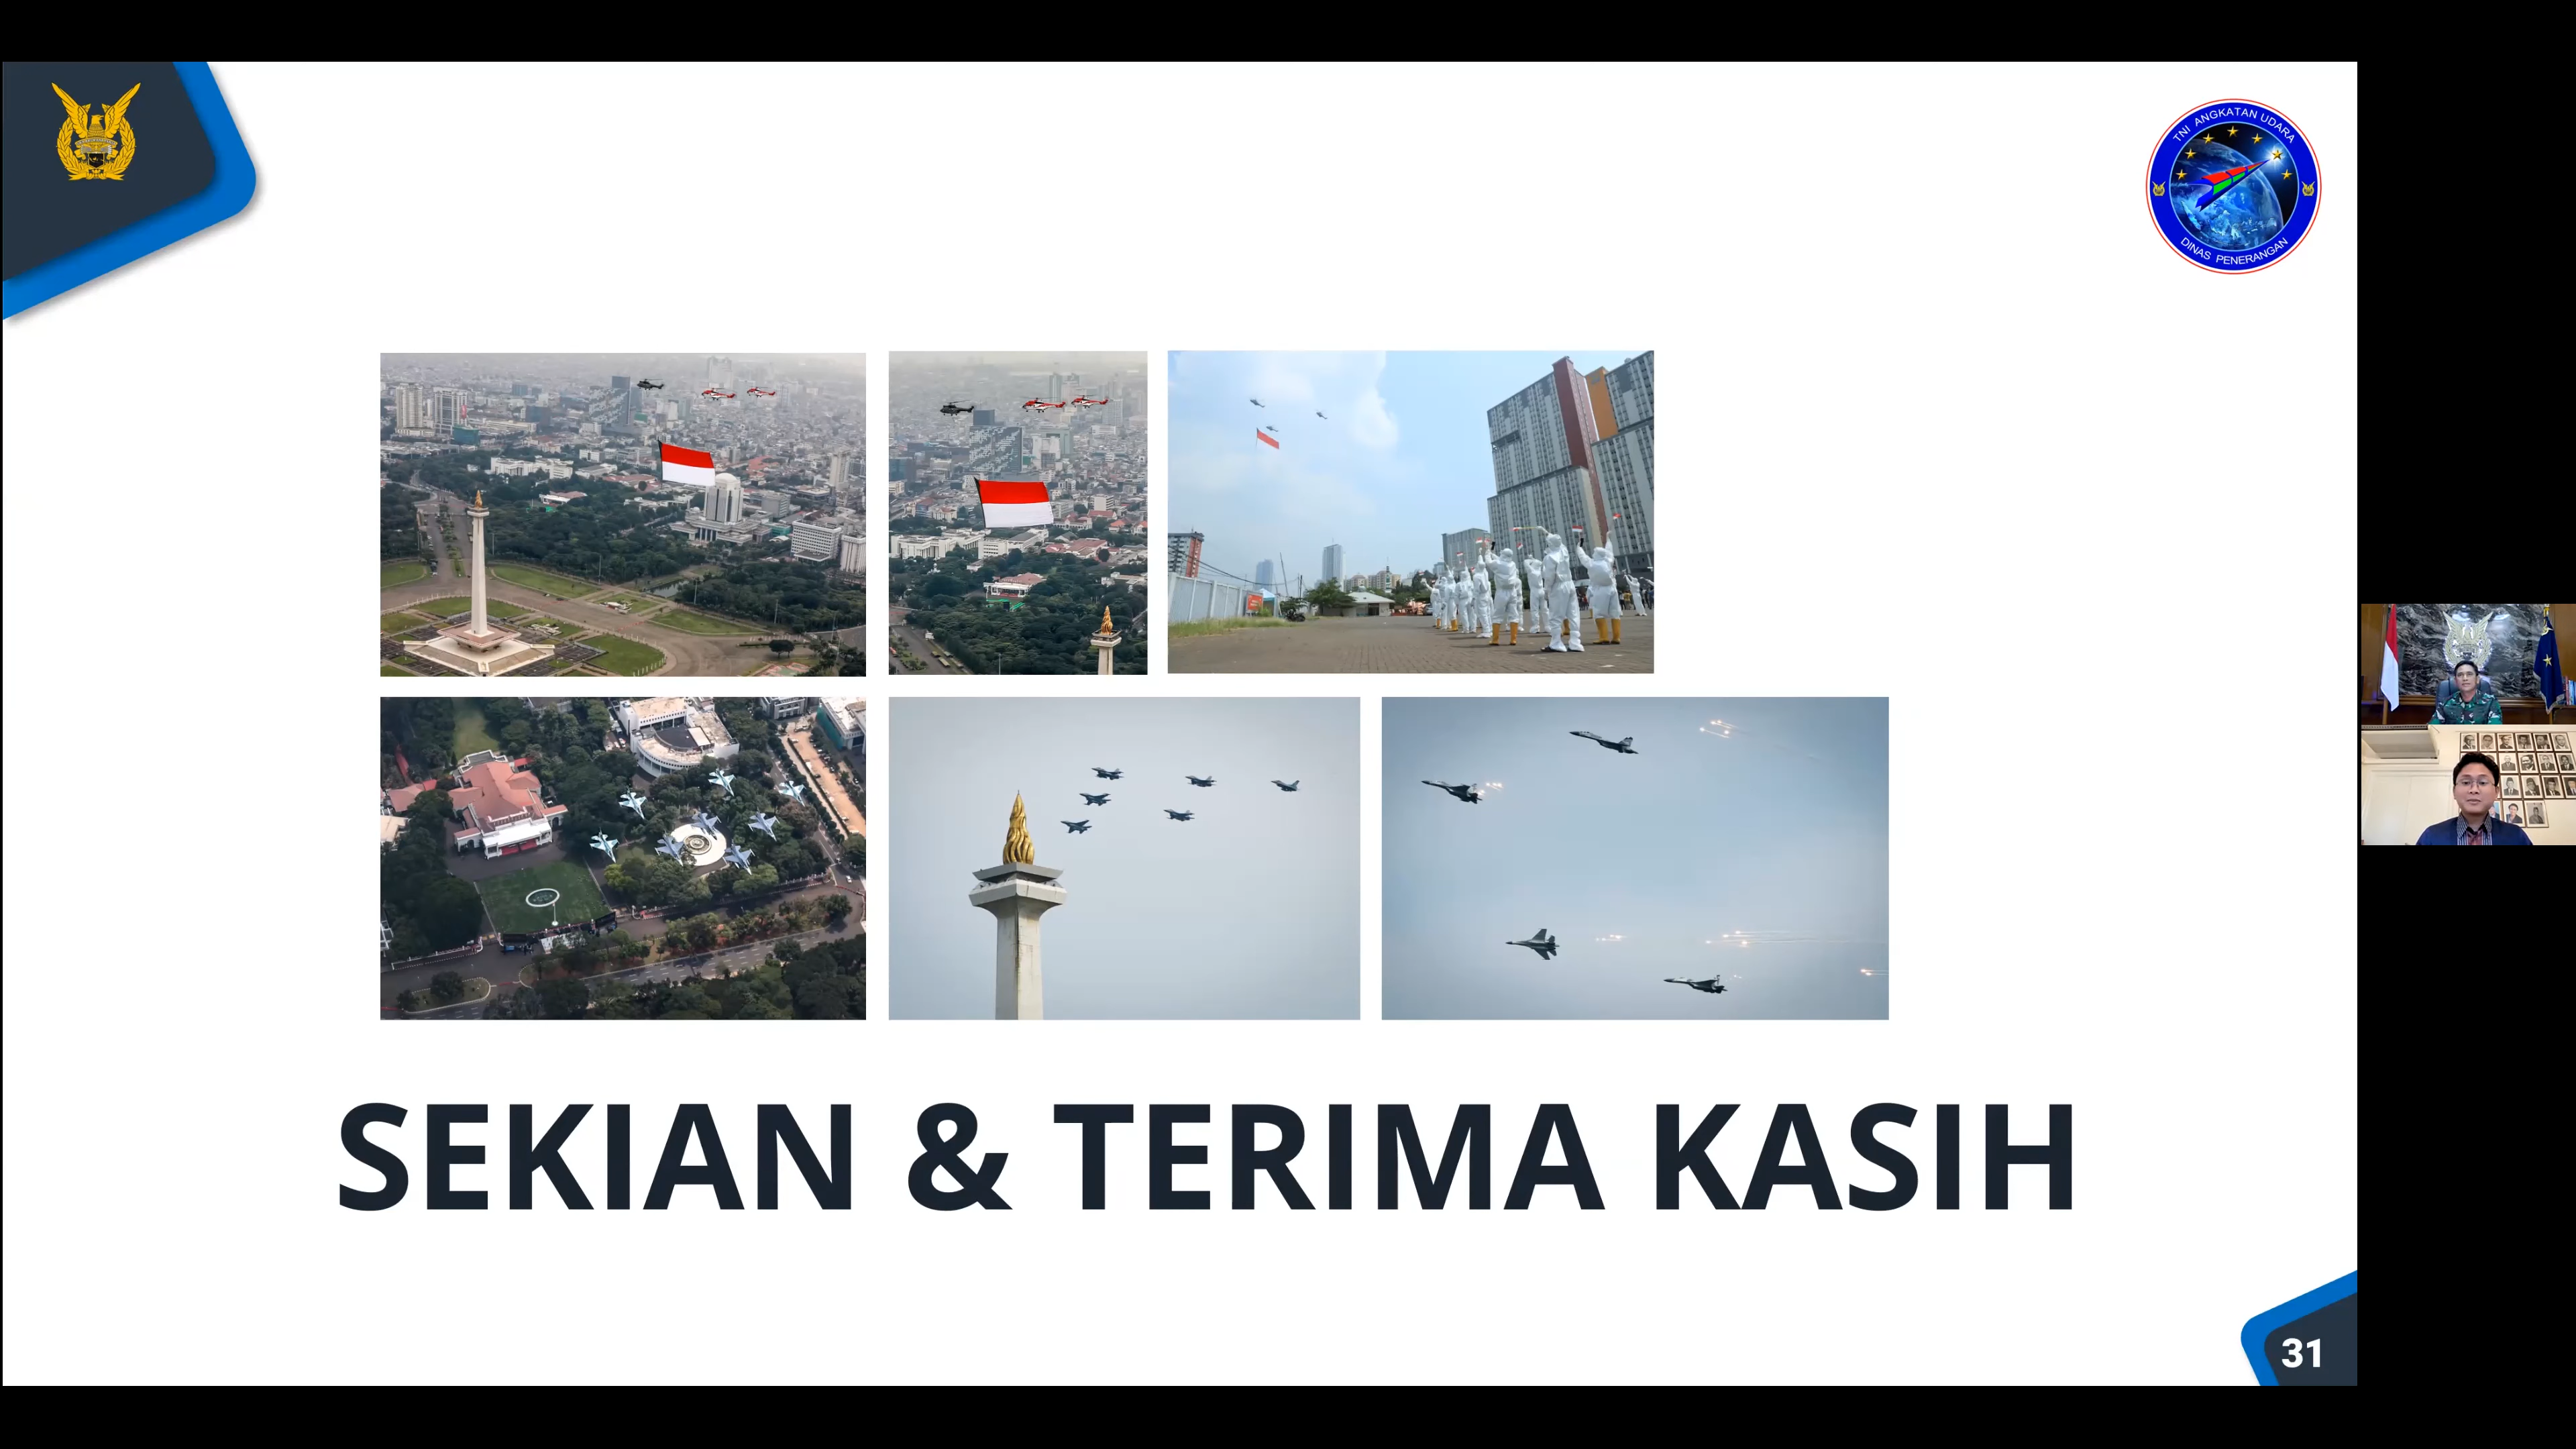 TNI ANGKATAN UDARA
DINAS PENERANGAN
SEKIAN & TERIMA KASIH
31